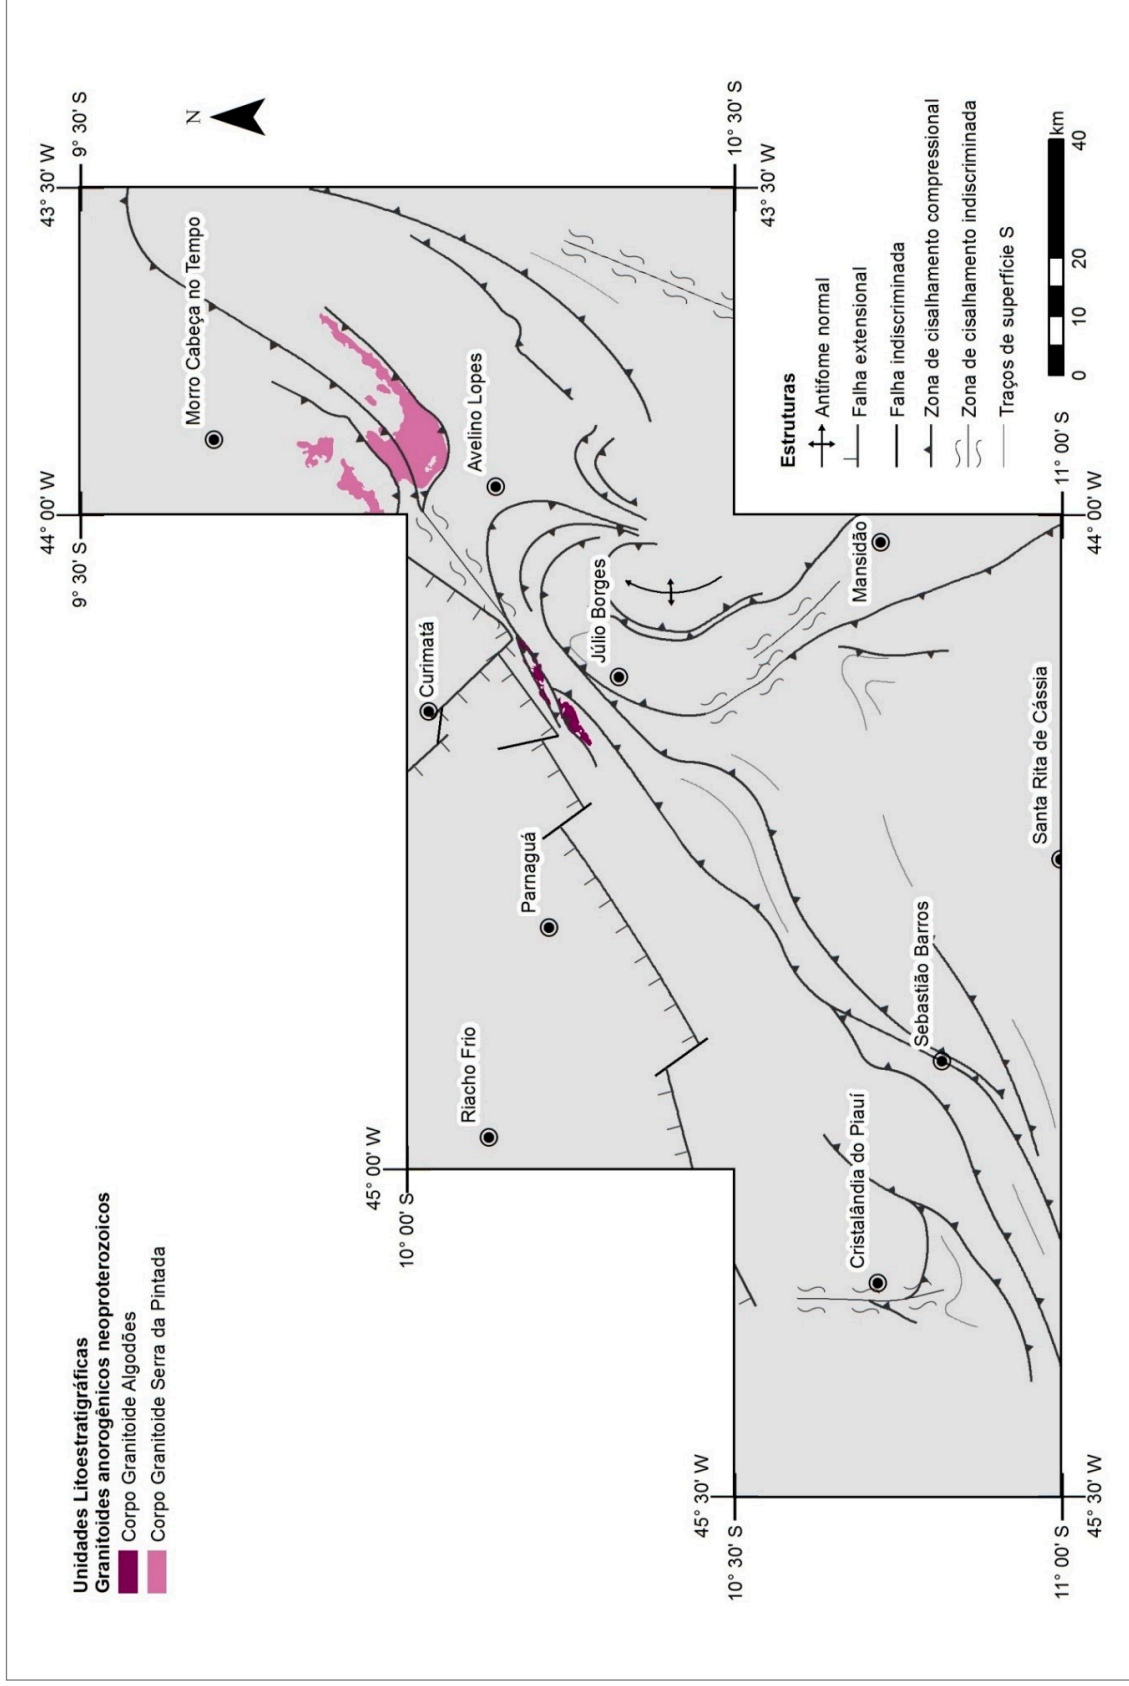 Unidades Litoestratigráficas
Granitoides anorogênicos neoproterozoicos
Corpo Granitoide Algodões
Corpo Granitoide Serra da Pintada
44° 00' W
43° 30' W
9° 30' S
9° 30' S
N
Morro Cabeça no Tempo
45° 00' W
10° 00' S
Curimatá
Avelino Lopes
Riacho Frio
Parnaguá
Júlio Borges
45° 30' W
10° 30' S
10° 30' S
43° 30' W
Cristalândia do Piauí
Sebastião Barros
Mansidão
Santa Rita de Cássia
11° 00' S
45° 30' W
11° 00' S
44° 00' W
Estruturas
Antifome normal
Falha extensional
Falha indiscriminada
Zona de cisalhamento compressional
Zona de cisalhamento indiscriminada
Traços de superfície S
km
0 10 20 40